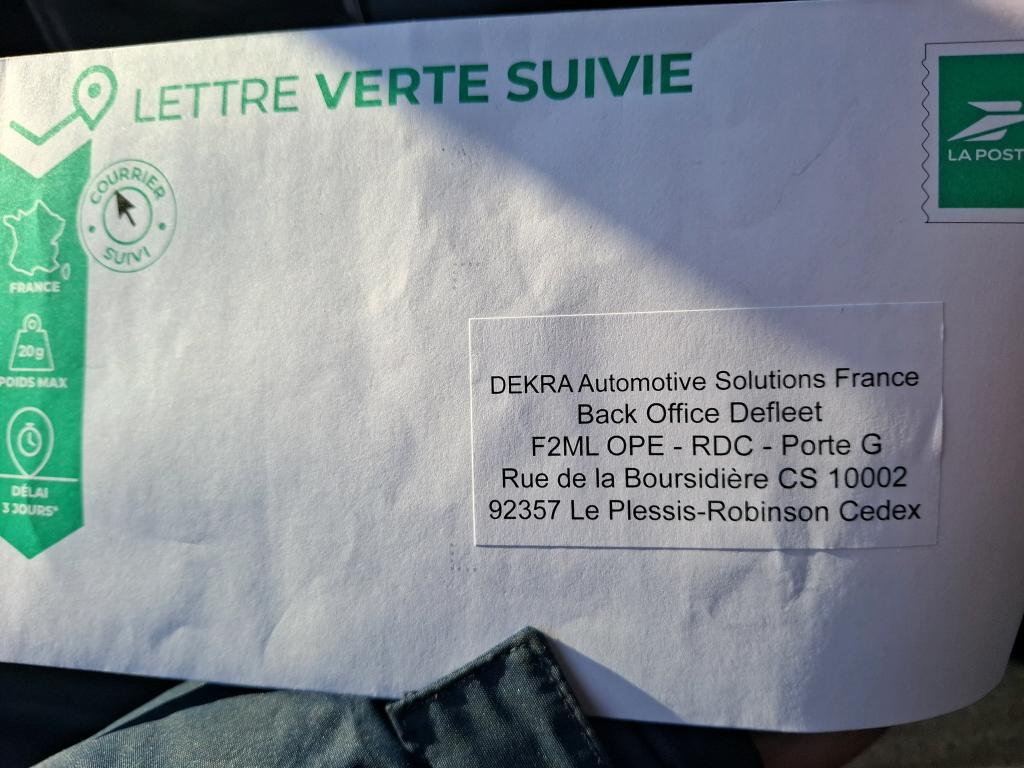 LETTRE VERTE SUIVIE
LA POST
COURRIER
SUIVI
FRANCE
20g
POIDS MAX
DÉLAI
3 JOURS*
DEKRA Automotive Solutions France
Back Office Defleet
F2ML OPE - RDC - Porte G
Rue de la Boursidière CS 10002
92357 Le Plessis-Robinson Cedex